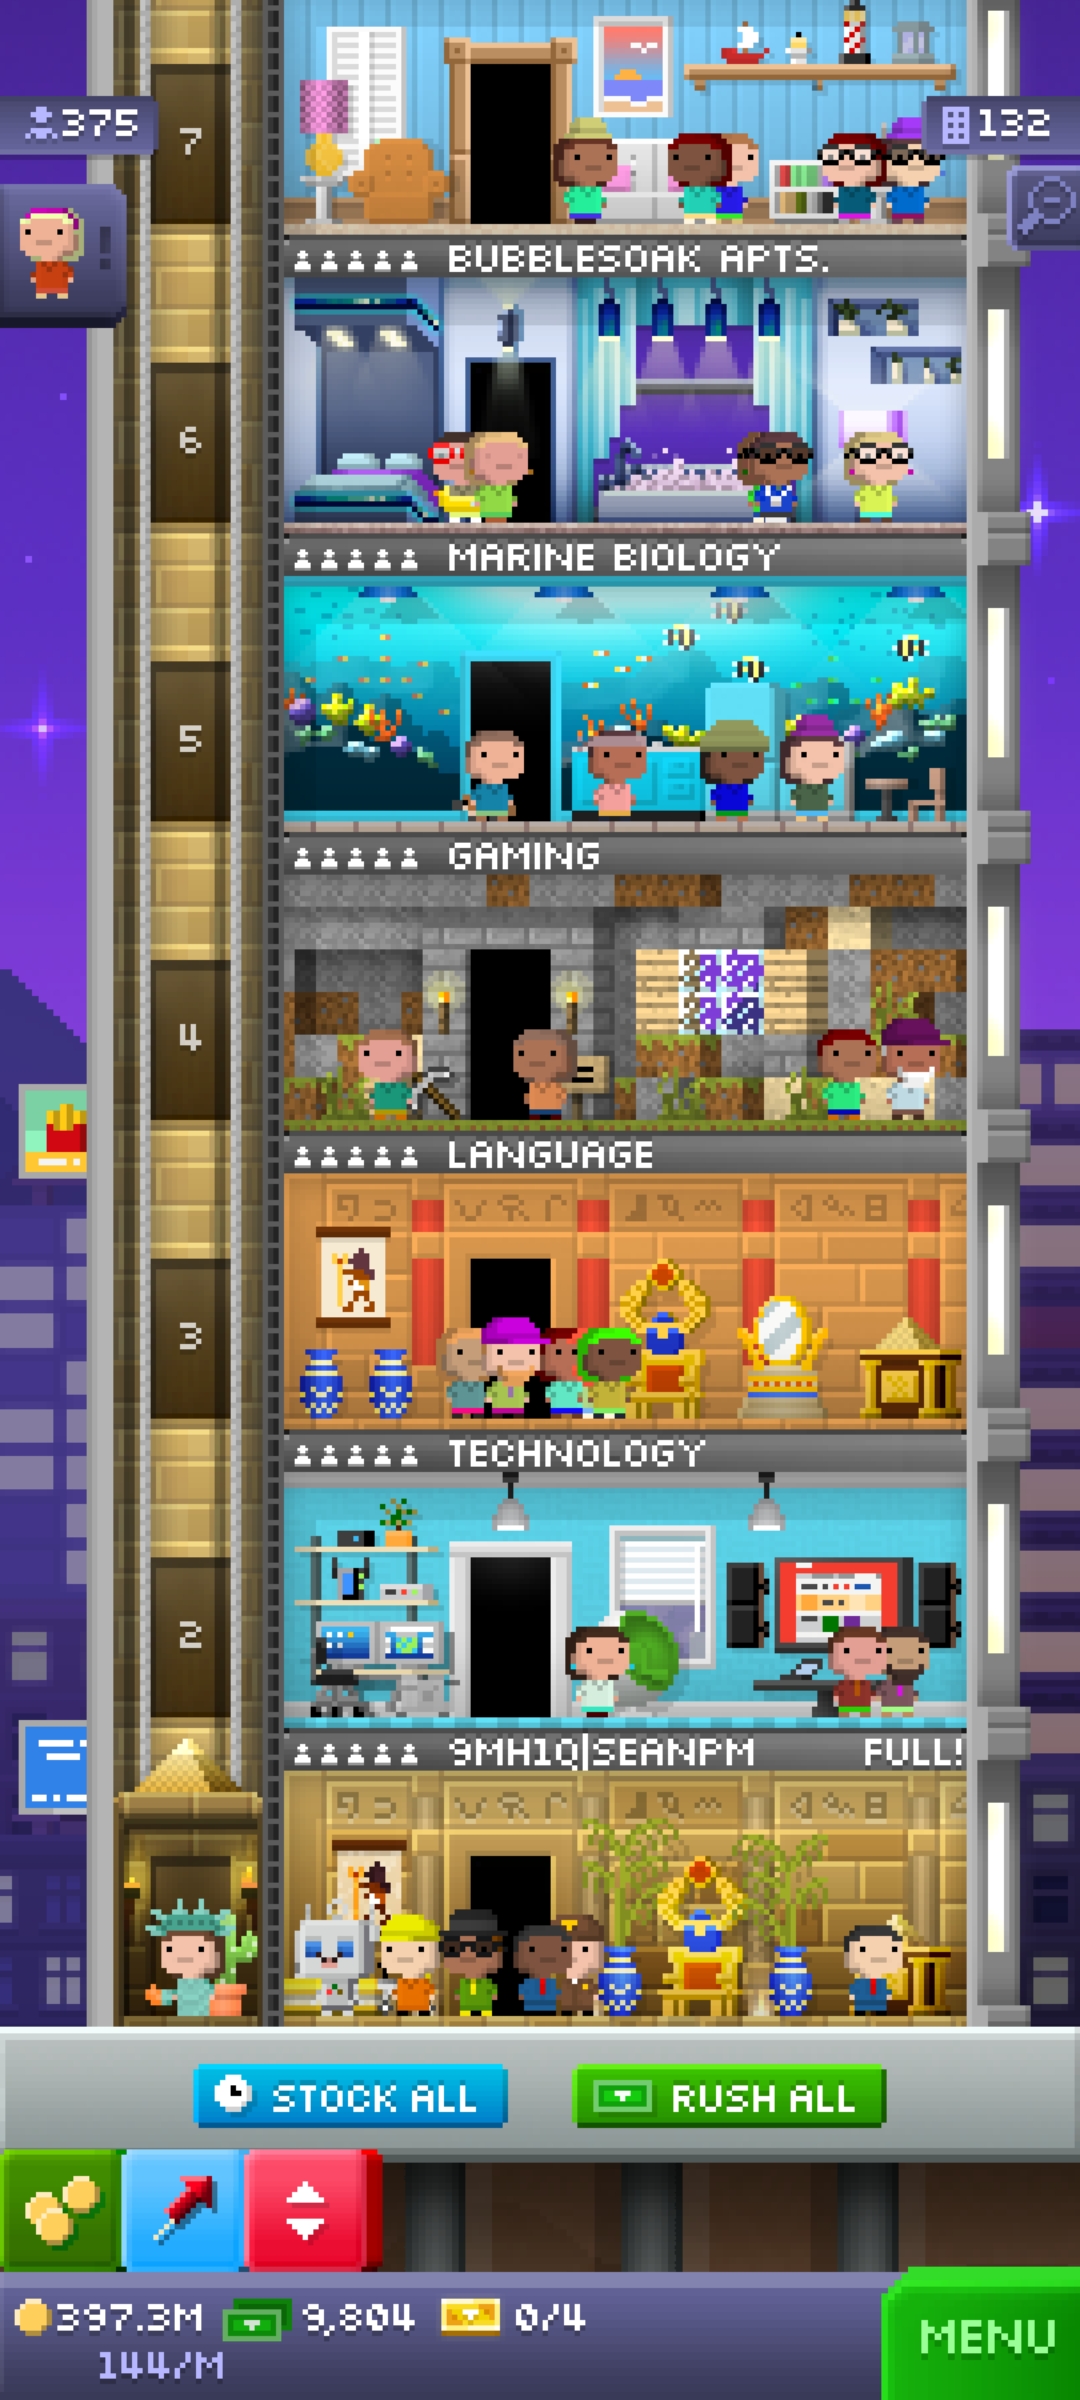 7
375
132
BUBBLESOAK APTS.
6
MARINE BIOLOGY
5
GAMING
4
LANGUAGE
3
TECHNOLOGY
2
9MH1Q|SEANPM FULL!
STOCK ALL
RUSH ALL
397.3M 9,804 0/4
144/M
MENU